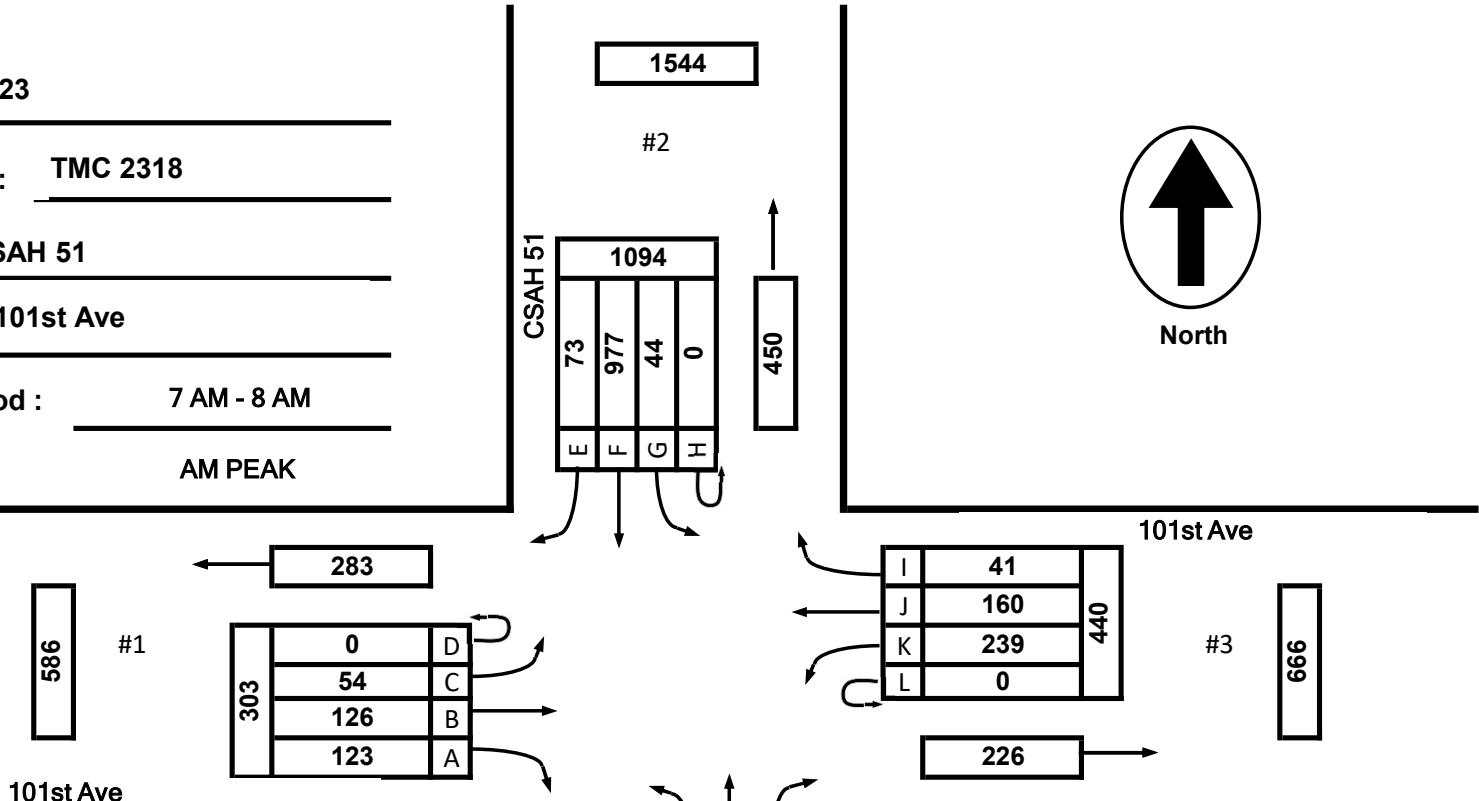 23
: TMC 2318
SAH 51
101st Ave
od : 7 AM - 8 AM
AM PEAK
1544
#2
CSAH 51
1094
73 977 44 0
E F G H
450
North
101st Ave
283
586
#1
303
0 D
54 C
126 B
123 A
101st Ave
I 41
J 160
K 239
L 0
440
#3
666
226